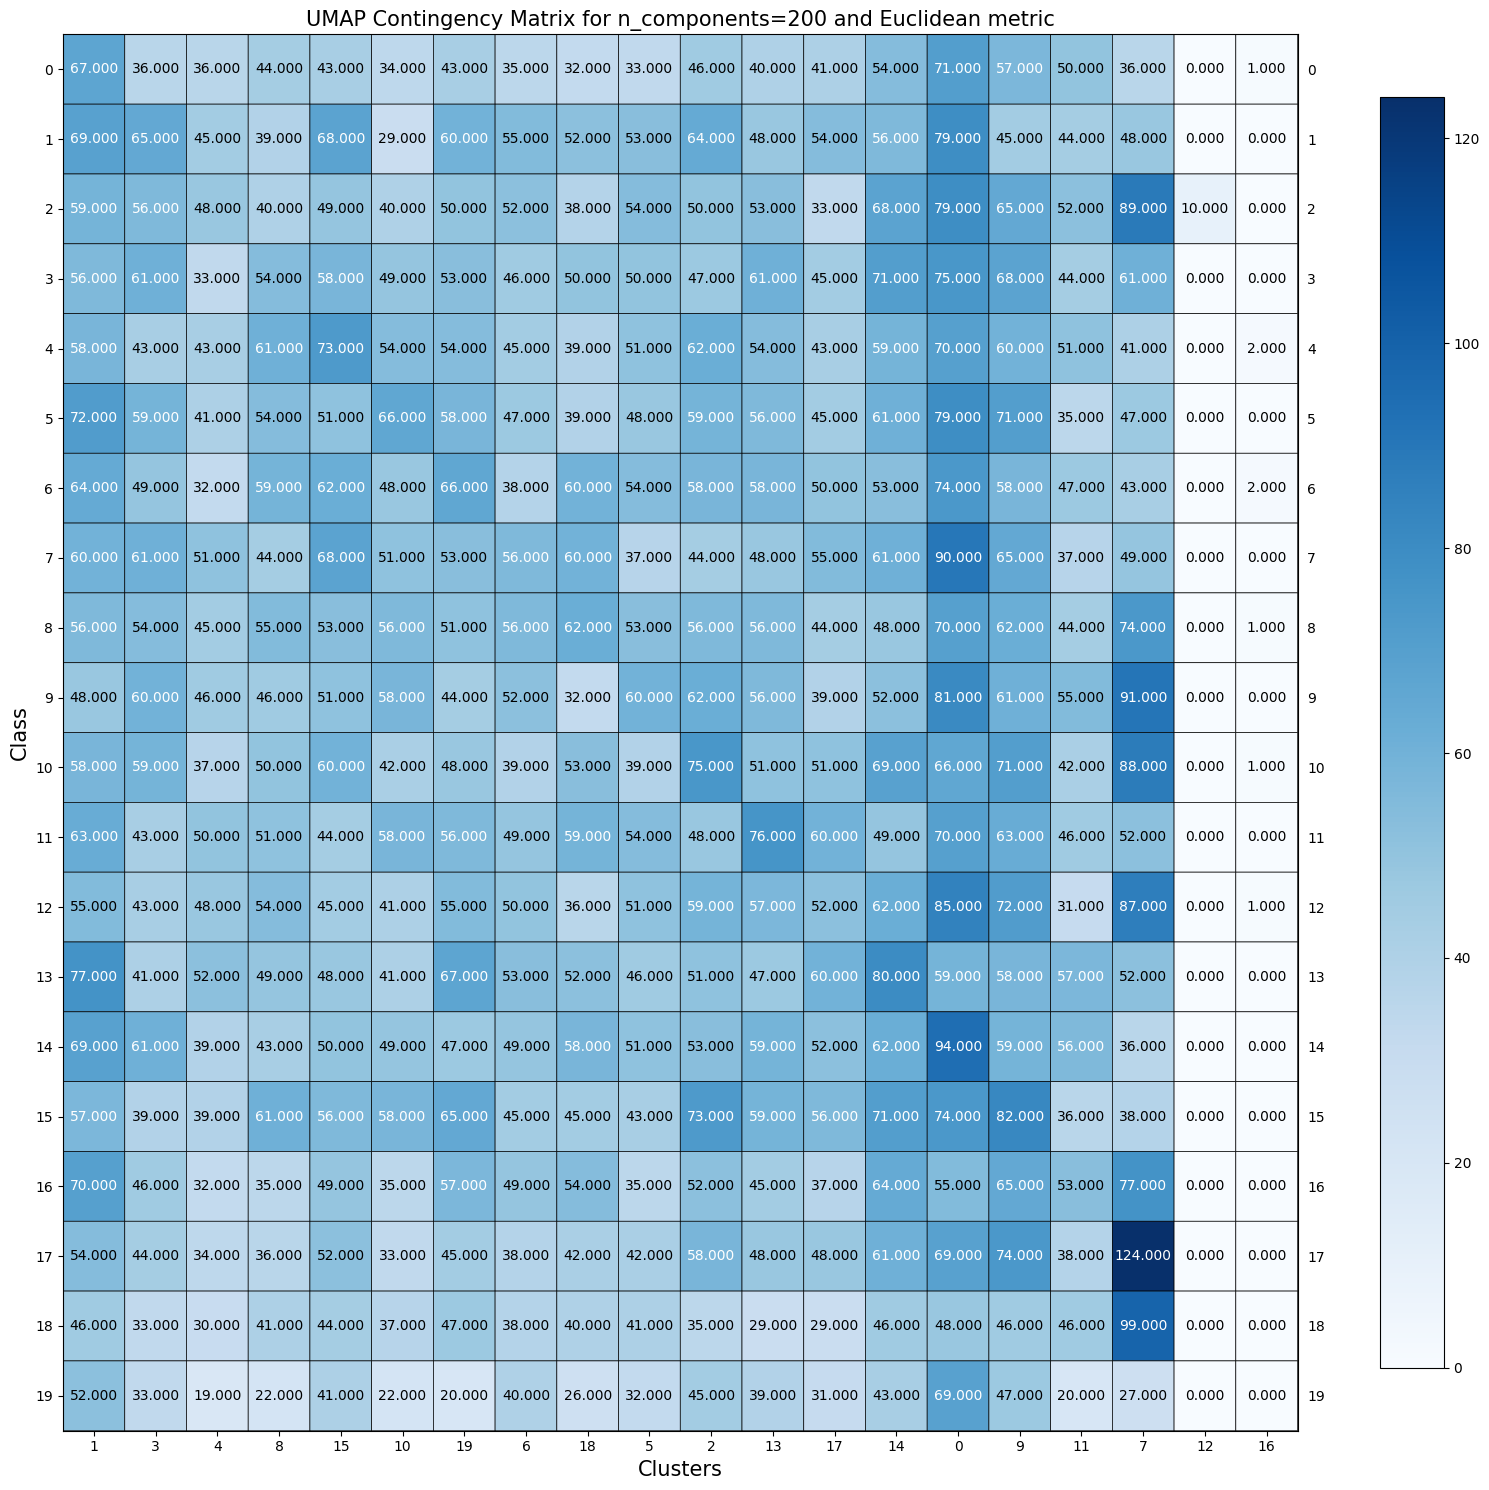 UMAP Contingency Matrix for n_components=200 and Euclidean metric
0 67.000 36.000 36.000 44.000 43.000 34.000 43.000 35.000 32.000 33.000 46.000 40.000 41.000 54.000 71.000 57.000 50.000 36.000 0.000 1.000 0
1 69.000 65.000 45.000 39.000 68.000 29.000 60.000 55.000 52.000 53.000 64.000 48.000 54.000 56.000 79.000 45.000 44.000 48.000 0.000 0.000 1
2 59.000 56.000 48.000 40.000 49.000 40.000 50.000 52.000 38.000 54.000 50.000 53.000 33.000 68.000 79.000 65.000 52.000 89.000 10.000 0.000 2
3 56.000 61.000 33.000 54.000 58.000 49.000 53.000 46.000 50.000 50.000 47.000 61.000 45.000 71.000 75.000 68.000 44.000 61.000 0.000 0.000 3
4 58.000 43.000 43.000 61.000 73.000 54.000 54.000 45.000 39.000 51.000 62.000 54.000 43.000 59.000 70.000 60.000 51.000 41.000 0.000 2.000 4
5 72.000 59.000 41.000 54.000 51.000 66.000 58.000 47.000 39.000 48.000 59.000 56.000 45.000 61.000 79.000 71.000 35.000 47.000 0.000 0.000 5
6 64.000 49.000 32.000 59.000 62.000 48.000 66.000 38.000 60.000 54.000 58.000 58.000 50.000 53.000 74.000 58.000 47.000 43.000 0.000 2.000 6
7 60.000 61.000 51.000 44.000 68.000 51.000 53.000 56.000 60.000 37.000 44.000 48.000 55.000 61.000 90.000 65.000 37.000 49.000 0.000 0.000 7
8 56.000 54.000 45.000 55.000 53.000 56.000 51.000 56.000 62.000 53.000 56.000 56.000 44.000 48.000 70.000 62.000 44.000 74.000 0.000 1.000 8
9 48.000 60.000 46.000 46.000 51.000 58.000 44.000 52.000 32.000 60.000 62.000 56.000 39.000 52.000 81.000 61.000 55.000 91.000 0.000 0.000 9
10 58.000 59.000 37.000 50.000 60.000 42.000 48.000 39.000 53.000 39.000 75.000 51.000 51.000 69.000 66.000 71.000 42.000 88.000 0.000 1.000 10
11 63.000 43.000 50.000 51.000 44.000 58.000 56.000 49.000 59.000 54.000 48.000 76.000 60.000 49.000 70.000 63.000 46.000 52.000 0.000 0.000 11
12 55.000 43.000 48.000 54.000 45.000 41.000 55.000 50.000 36.000 51.000 59.000 57.000 52.000 62.000 85.000 72.000 31.000 87.000 0.000 1.000 12
13 77.000 41.000 52.000 49.000 48.000 41.000 67.000 53.000 52.000 46.000 51.000 47.000 60.000 80.000 59.000 58.000 57.000 52.000 0.000 0.000 13
14 69.000 61.000 39.000 43.000 50.000 49.000 47.000 49.000 58.000 51.000 53.000 59.000 52.000 62.000 94.000 59.000 56.000 36.000 0.000 0.000 14
15 57.000 39.000 39.000 61.000 56.000 58.000 65.000 45.000 45.000 43.000 73.000 59.000 56.000 71.000 74.000 82.000 36.000 38.000 0.000 0.000 15
16 70.000 46.000 32.000 35.000 49.000 35.000 57.000 49.000 54.000 35.000 52.000 45.000 37.000 64.000 55.000 65.000 53.000 77.000 0.000 0.000 16
17 54.000 44.000 34.000 36.000 52.000 33.000 45.000 38.000 42.000 42.000 58.000 48.000 48.000 61.000 69.000 74.000 38.000 124.000 0.000 0.000 17
18 46.000 33.000 30.000 41.000 44.000 37.000 47.000 38.000 40.000 41.000 35.000 29.000 29.000 46.000 48.000 46.000 46.000 99.000 0.000 0.000 18
19 52.000 33.000 19.000 22.000 41.000 22.000 20.000 40.000 26.000 32.000 45.000 39.000 31.000 43.000 69.000 47.000 20.000 27.000 0.000 0.000 19
1 3 4 8 15 10 19 6 18 5 2 13 17 14 0 9 11 7 12 16
Clusters
Class
120
100
80
60
40
20
0